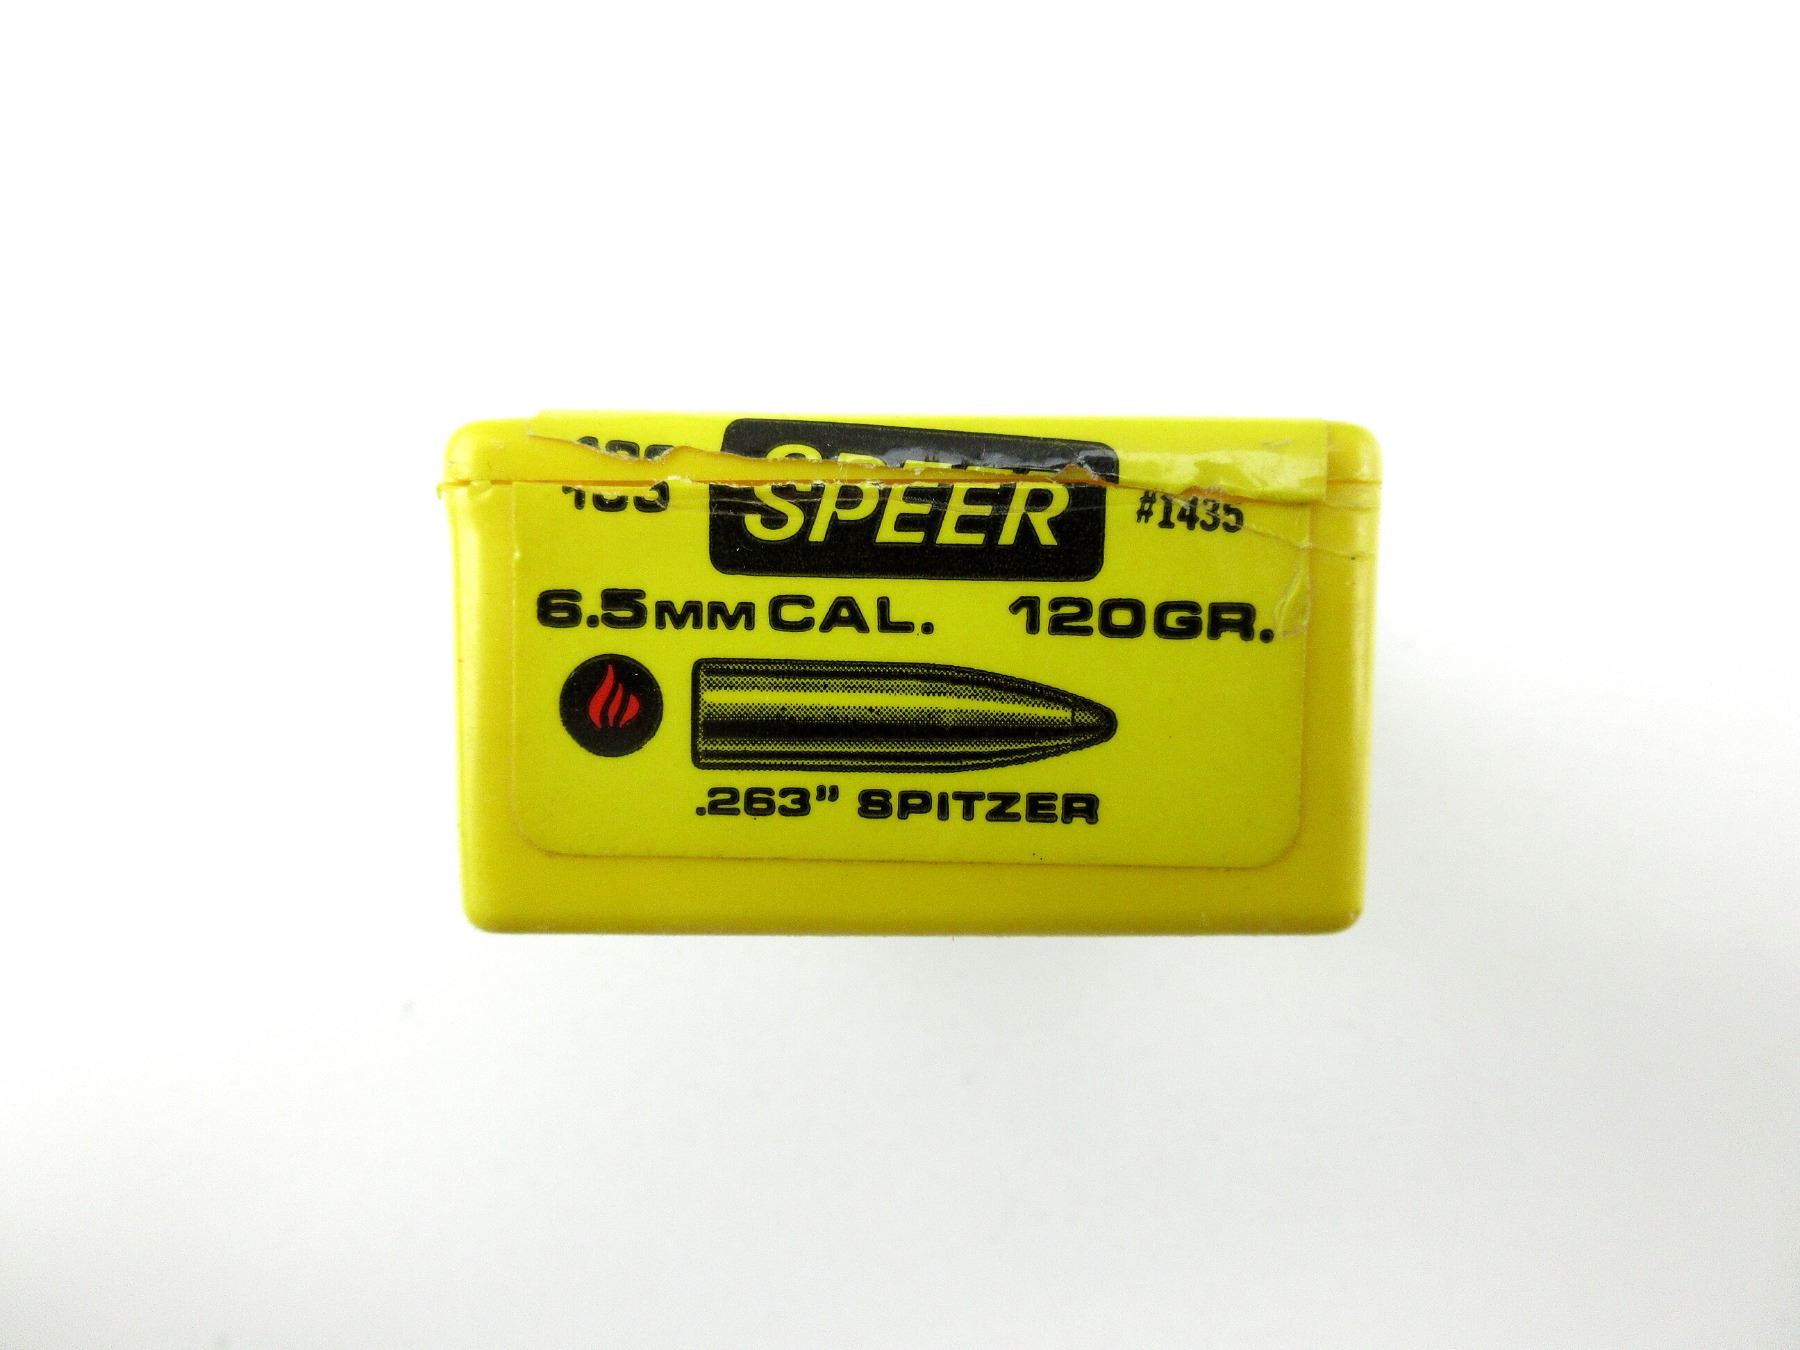 SPEER
#1435
6.5MM CAL. 120GR.
.263" SPITZER